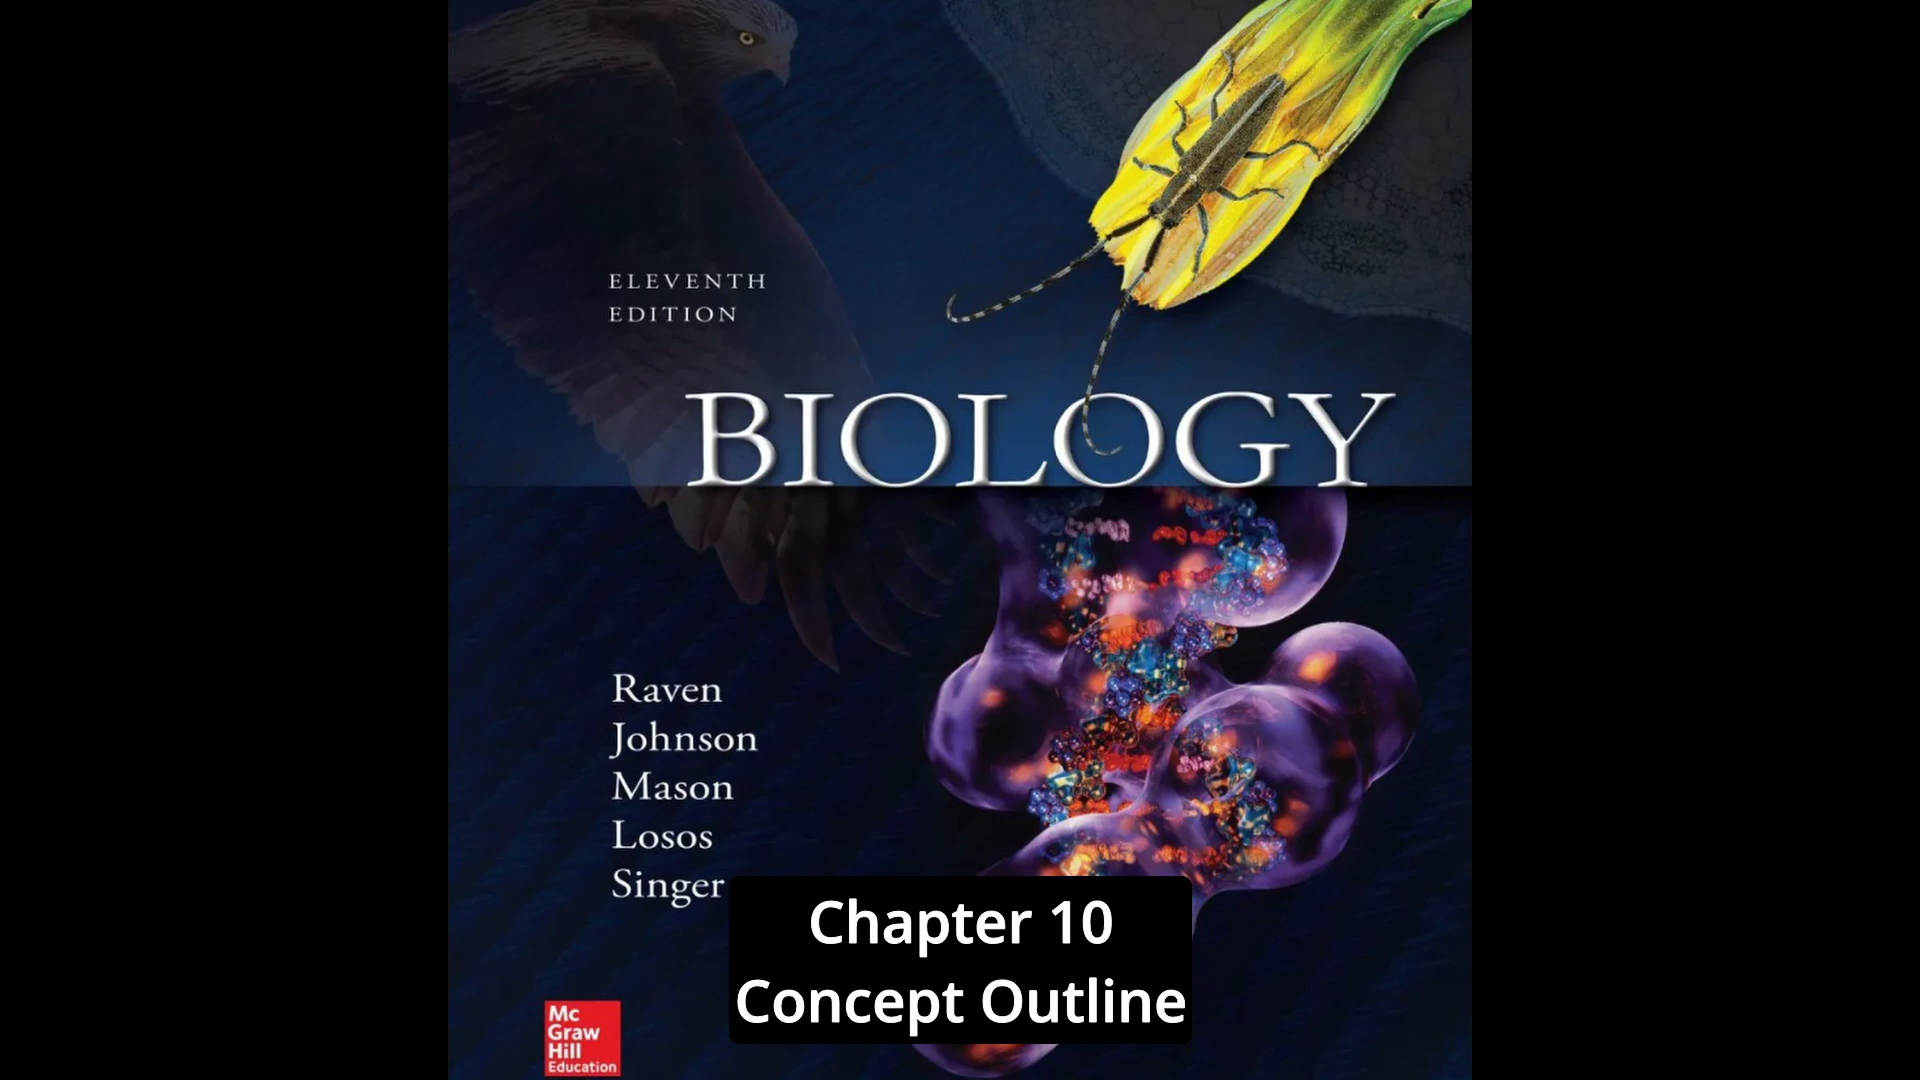 ELEVENTH
EDITION
BIOLOGY
Raven
Johnson
Mason
Losos
Singer
Chapter 10
Concept Outline
Mc
Graw
Hill
Education